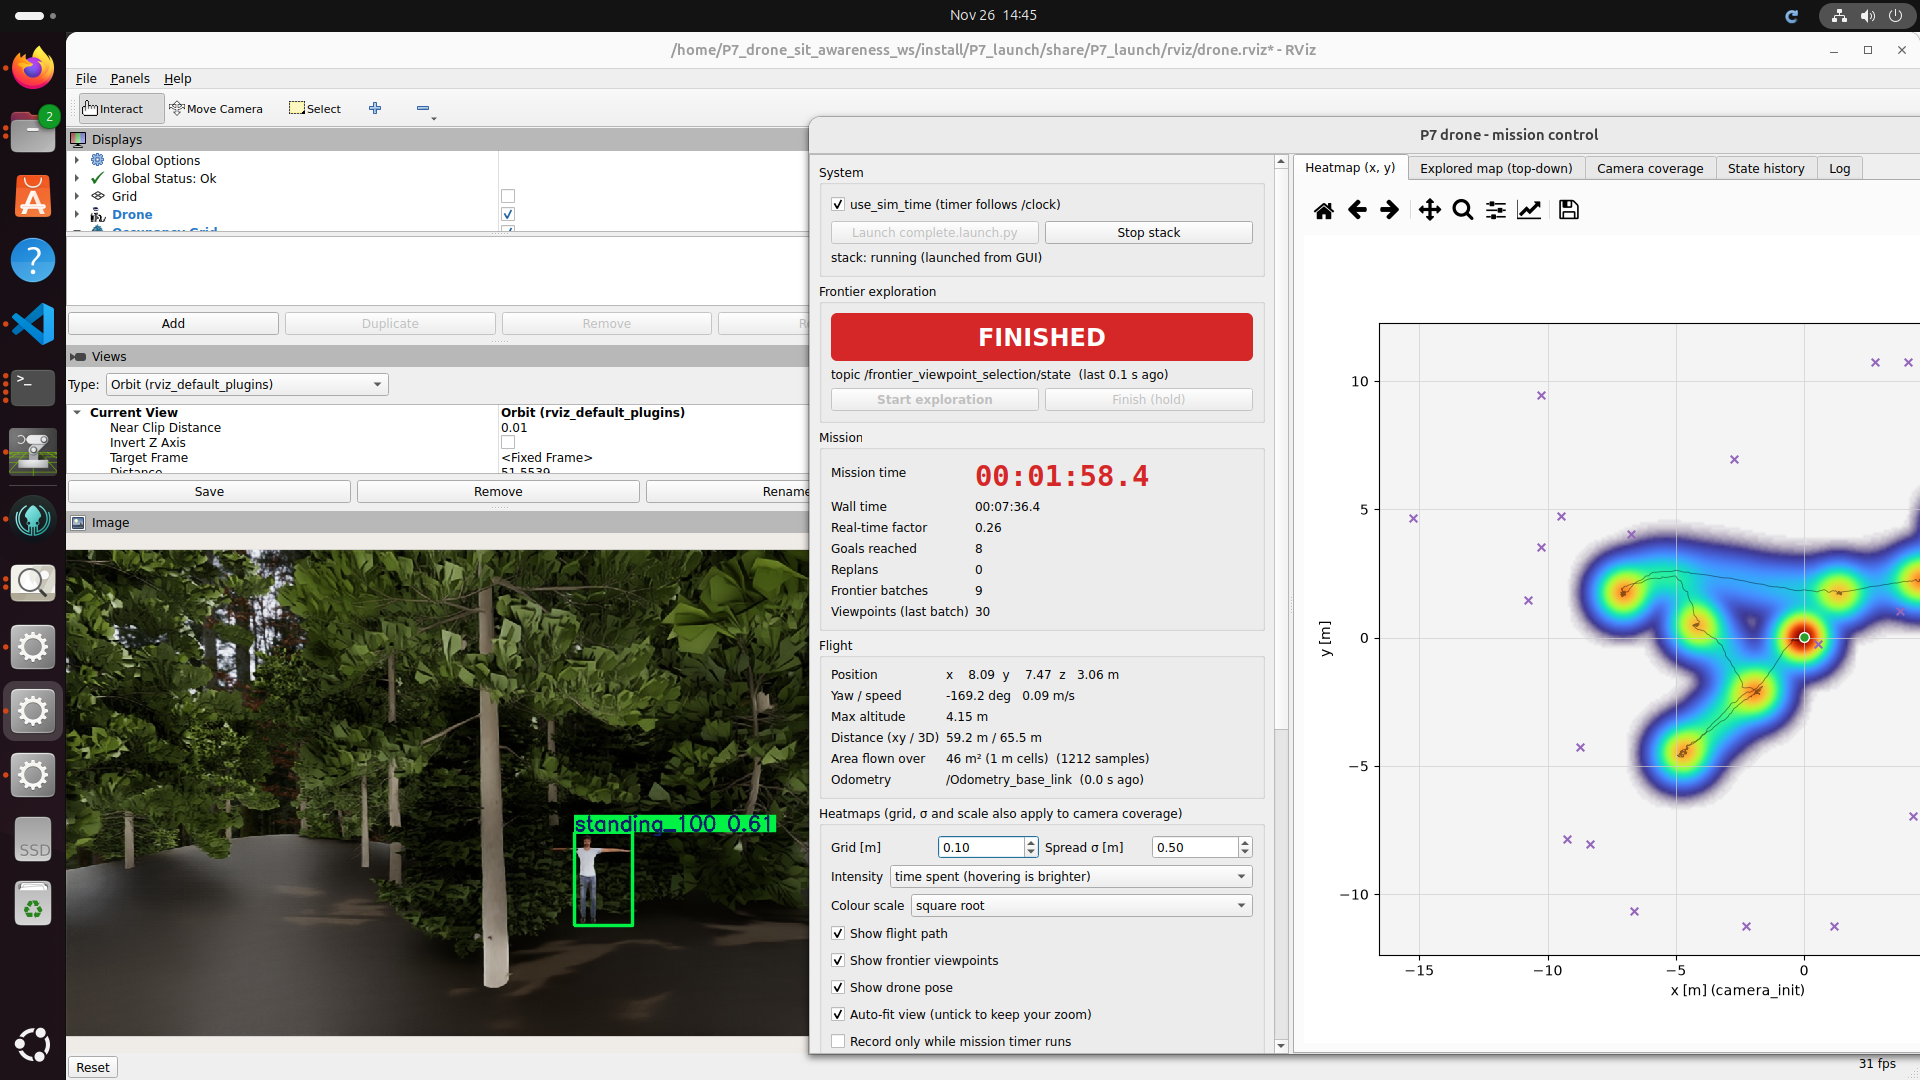 Nov 26 14:45
/home/P7_drone_sit_awareness_ws/install/P7_launch/share/P7_launch/rviz/drone.rviz* - RViz
File Panels Help
Interact Move Camera Select
Displays
Global Options
Global Status: Ok
Grid
Drone
Occupancy Grid
Add Duplicate Remove
Views
Type: Orbit (rviz_default_plugins)
Current View Orbit (rviz_default_plugins)
Near Clip Distance 0.01
Invert Z Axis
Target Frame <Fixed Frame>
Distance 51.5539
Save Remove Rename
Image
standing_100 0.61
Reset
31 fps
2
SSD
P7 drone - mission control
System
use_sim_time (timer follows /clock)
Launch complete.launch.py Stop stack
stack: running (launched from GUI)
Frontier exploration
FINISHED
topic /frontier_viewpoint_selection/state (last 0.1 s ago)
Start exploration Finish (hold)
Mission
Mission time 00:01:58.4
Wall time 00:07:36.4
Real-time factor 0.26
Goals reached 8
Replans 0
Frontier batches 9
Viewpoints (last batch) 30
Flight
Position x 8.09 y 7.47 z 3.06 m
Yaw / speed -169.2 deg 0.09 m/s
Max altitude 4.15 m
Distance (xy / 3D) 59.2 m / 65.5 m
Area flown over 46 m² (1 m cells) (1212 samples)
Odometry /Odometry_base_link (0.0 s ago)
Heatmaps (grid, σ and scale also apply to camera coverage)
Grid [m] 0.10 Spread σ [m] 0.50
Intensity time spent (hovering is brighter)
Colour scale square root
Show flight path
Show frontier viewpoints
Show drone pose
Auto-fit view (untick to keep your zoom)
Record only while mission timer runs
Heatmap (x, y) Explored map (top-down) Camera coverage State history Log
10
5
0
−5
−10
y [m]
−15 −10 −5 0
x [m] (camera_init)